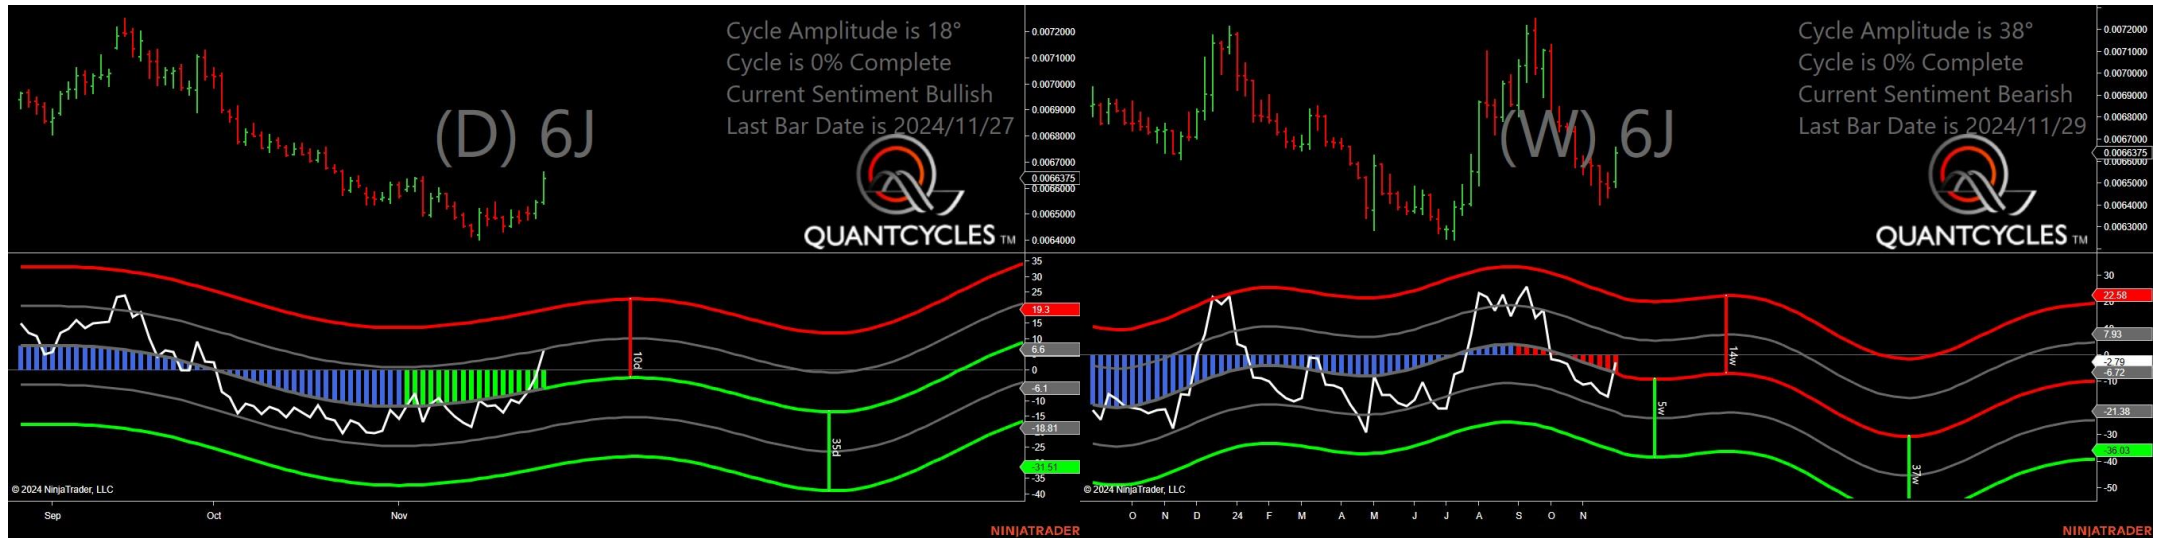 Cycle Amplitude is 18°
Cycle is 0% Complete
Current Sentiment Bullish
Last Bar Date is 2024/11/27
(D) 6J
QUANTCYCLES TM
0.0072000
0.0071000
0.0070000
0.0069000
0.0068000
0.0067000
0.0066375
0.0066000
0.0065000
0.0064000
35
30
25
19.3
15
10
6.6
0
-6.1
-10
-15
-18.81
-25
-31.51
-35
-40
10d
35d
© 2024 NinjaTrader, LLC
Sep Oct Nov
NINJATRADER
Cycle Amplitude is 38°
Cycle is 0% Complete
Current Sentiment Bearish
Last Bar Date is 2024/11/29
(W) 6J
QUANTCYCLES TM
0.0072000
0.0071000
0.0070000
0.0069000
0.0068000
0.0067000
0.0066375
0.0066000
0.0065000
0.0064000
0.0063000
30
22.58
20
7.93
0
-2.79
-6.72
-10
-21.38
-30
-36.03
-40
-50
14w
5w
37w
© 2024 NinjaTrader, LLC
O N D 24 F M A M J J A S O N
NINJATRADER